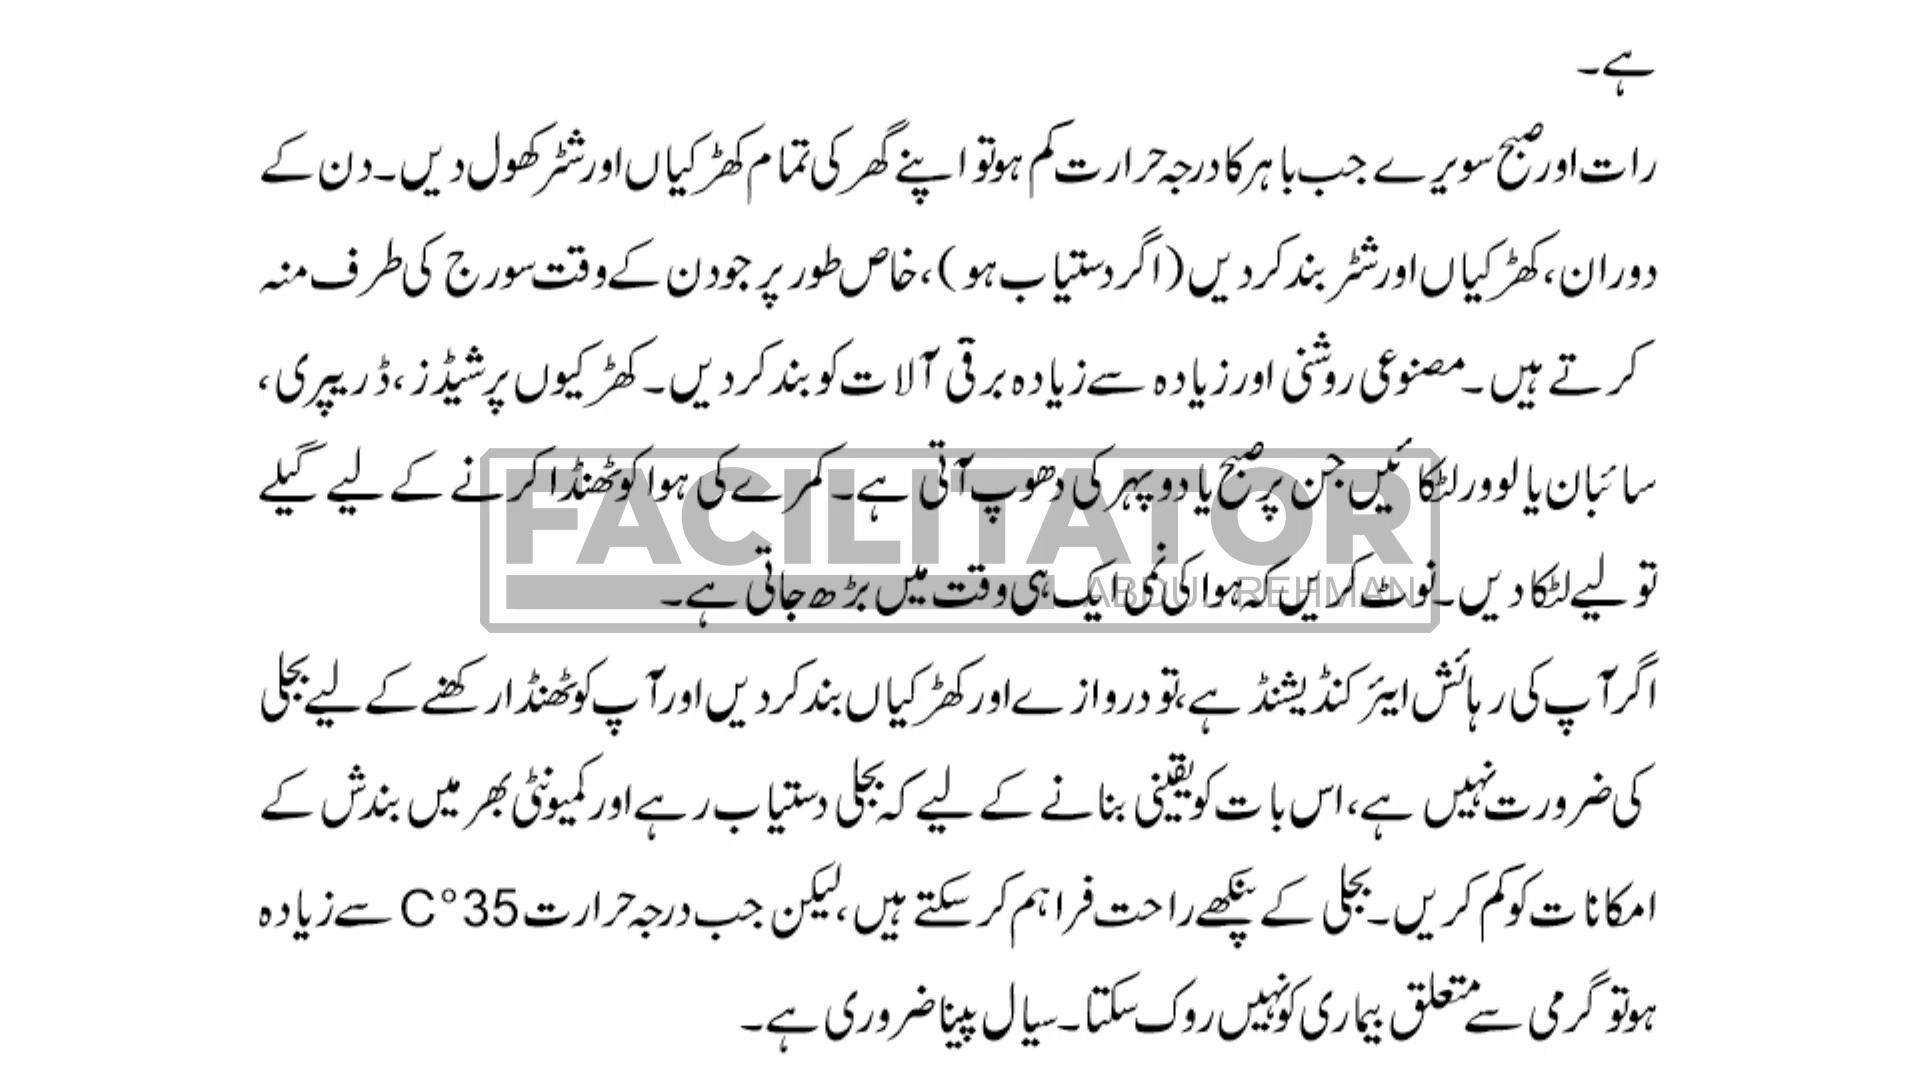 ہے۔
رات اور صبح سویرے جب باہر کا درجہ حرارت کم ہو تو اپنے گھر کی تمام کھڑکیاں اور شٹر کھول دیں۔ دن کے
دوران، کھڑکیاں اور شٹر بند کر دیں (اگر دستیاب ہو)، خاص طور پر جو دن کے وقت سورج کی طرف منہ
کرتے ہیں۔ مصنوعی روشنی اور زیادہ سے زیادہ برقی آلات کو بند کر دیں۔ کھڑکیوں پر شیڈز، ڈریپری،
سائبان یا لوور لٹکائیں جن پر صبح یا دوپہر کی دھوپ آتی ہے۔ کمرے کی ہوا کو ٹھنڈا کرنے کے لیے گیلے
FACILITATOR
تولیے لٹکا دیں۔ نوٹ کریں کہ ہوا کی نمی ایک ہی وقت میں بڑھ جاتی ہے۔
ABDUL REHMAN
اگر آپ کی رہائش ایئر کنڈیشنڈ ہے، تو دروازے اور کھڑکیاں بند کر دیں اور آپ کو ٹھنڈا رکھنے کے لیے بجلی
کی ضرورت نہیں ہے، اس بات کو یقینی بنانے کے لیے کہ بجلی دستیاب رہے اور کمیونٹی بھر میں بندش کے
امکانات کو کم کریں۔ بجلی کے پنکھے راحت فراہم کر سکتے ہیں، لیکن جب درجہ حرارت 35°C سے زیادہ
ہو تو گرمی سے متعلق بیماری کو نہیں روک سکتا۔ سیال پینا ضروری ہے۔